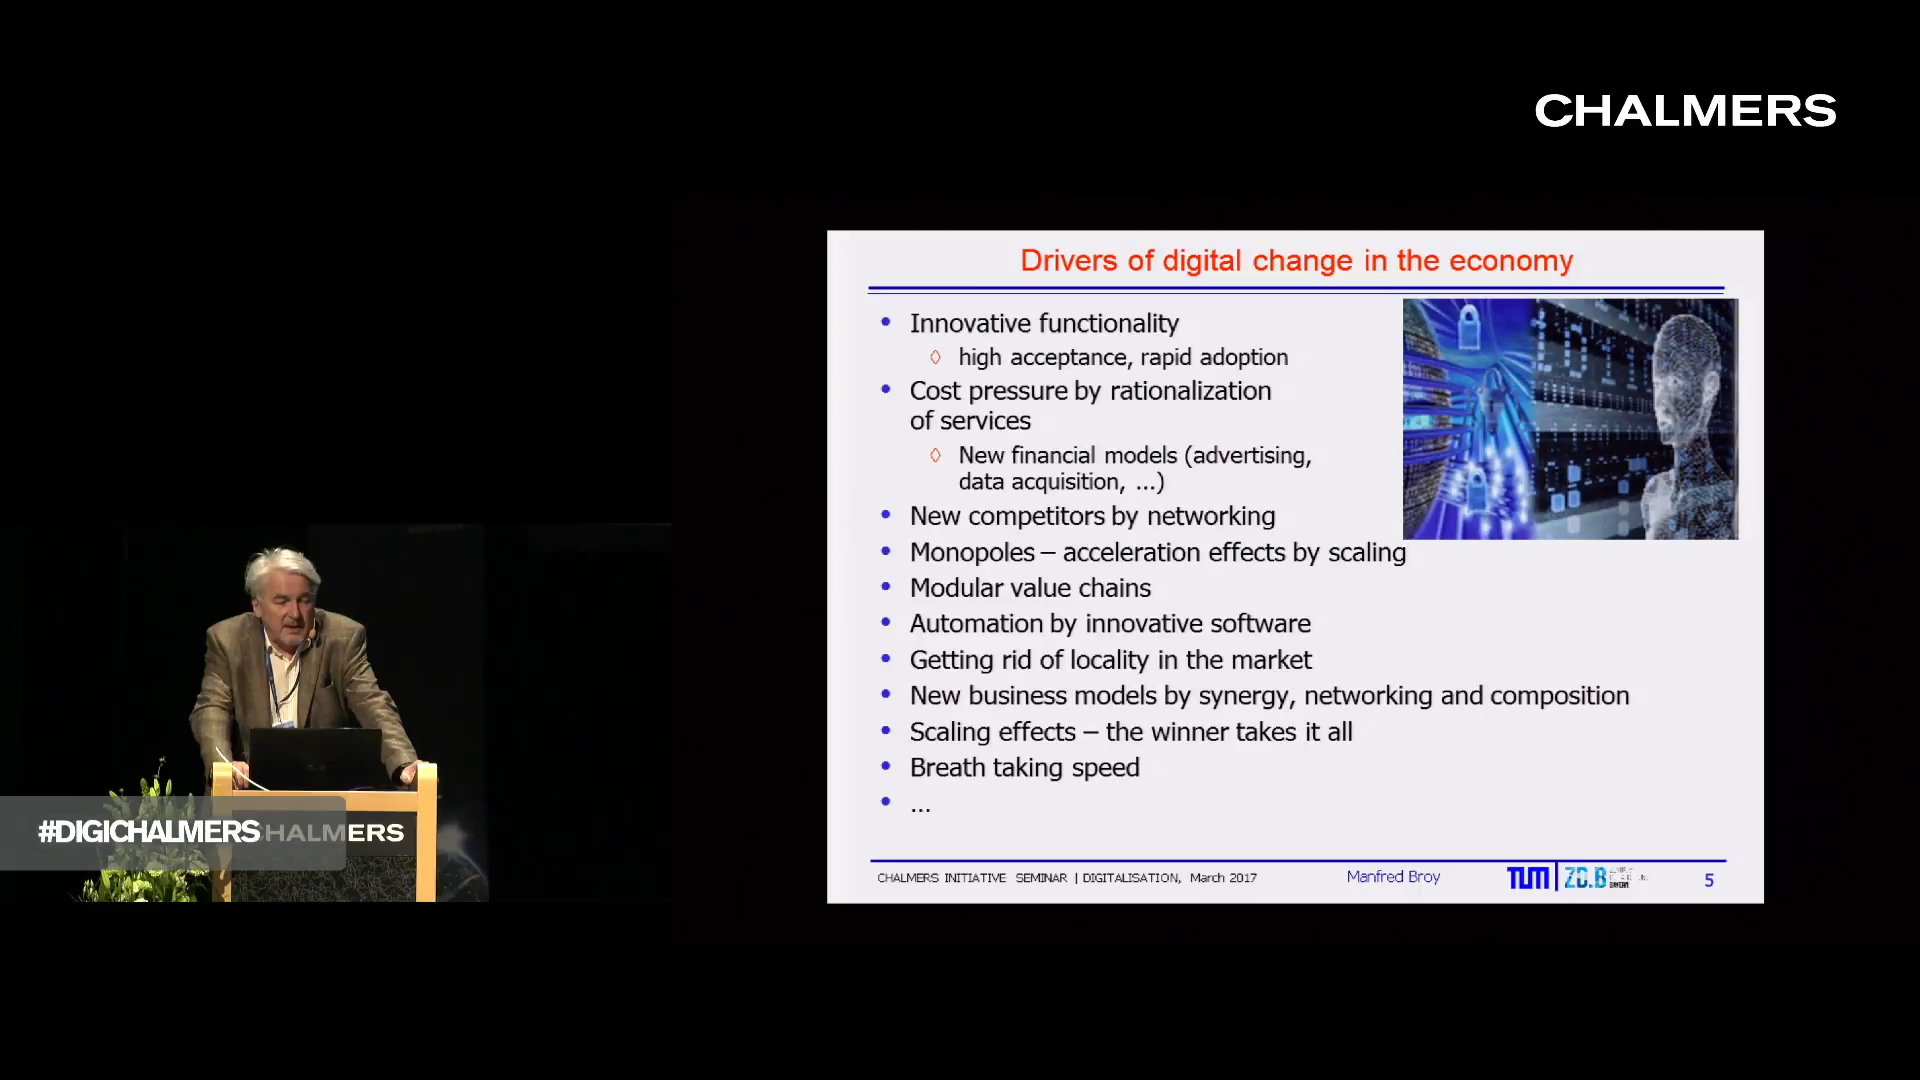 CHALMERS
Drivers of digital change in the economy
• Innovative functionality
◊ high acceptance, rapid adoption
• Cost pressure by rationalization
of services
◊ New financial models (advertising,
data acquisition, ...)
• New competitors by networking
• Monopoles – acceleration effects by scaling
• Modular value chains
• Automation by innovative software
• Getting rid of locality in the market
• New business models by synergy, networking and composition
• Scaling effects – the winner takes it all
• Breath taking speed
• ...
#DIGICHALMERS
CHALMERS
CHALMERS INITIATIVE SEMINAR | DIGITALISATION, March 2017
Manfred Broy
TUM
ZD.B
BAYERN
5